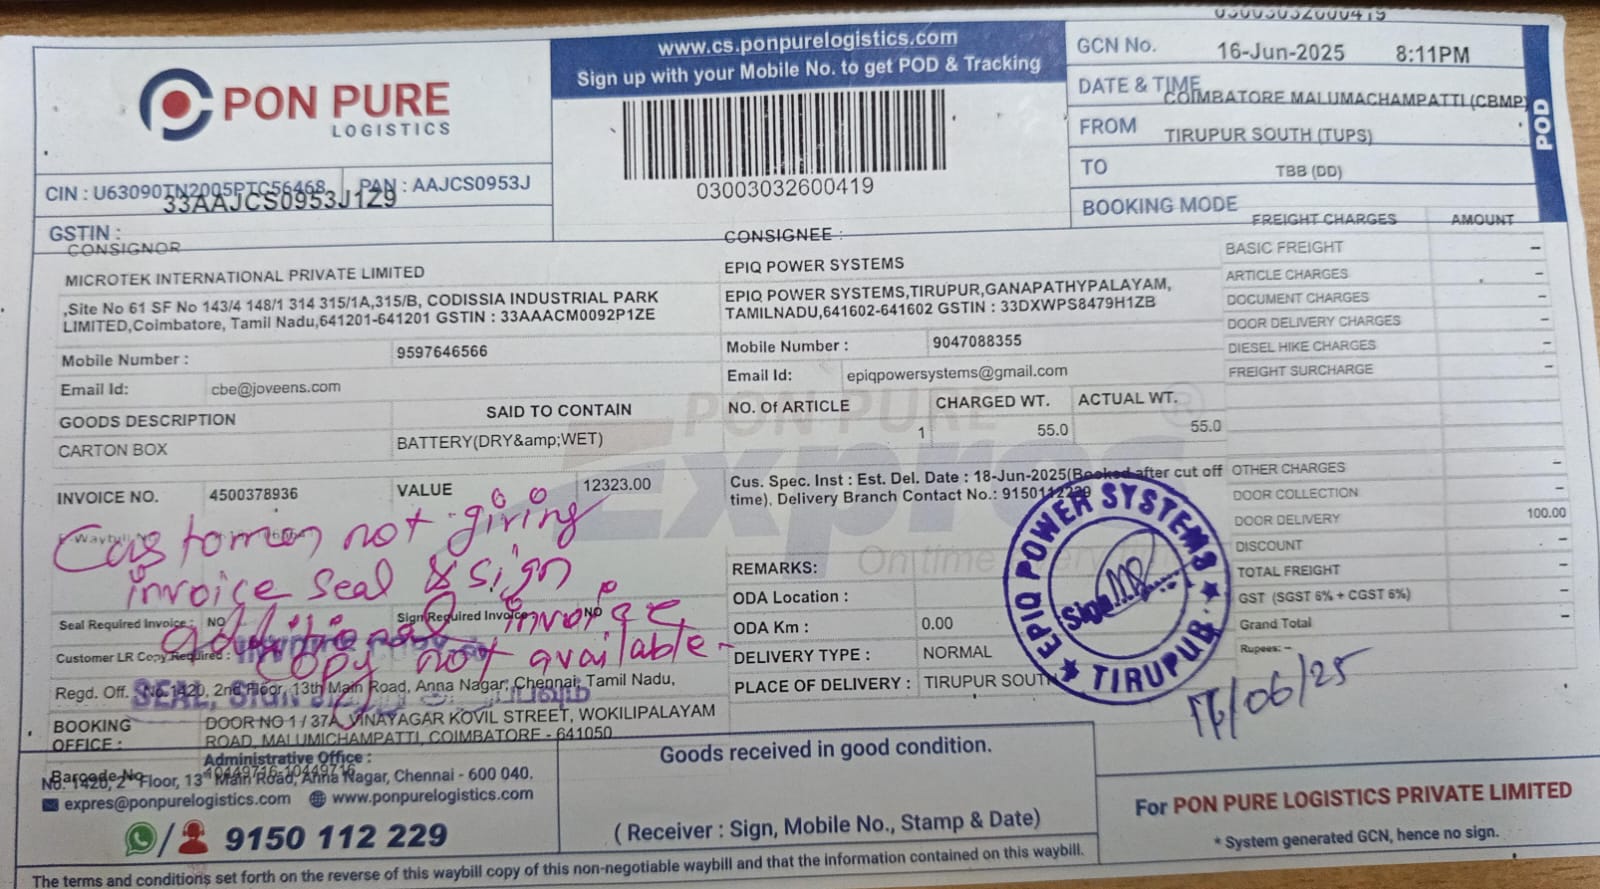 03003032600419
www.cs.ponpurelogistics.com
Sign up with your Mobile No. to get POD & Tracking
PON PURE
LOGISTICS
03003032600419
CIN : U63090TN2005PTC56468 PAN : AAJCS0953J
33AAJCS0953J1Z9
GSTIN :
GCN No. 16-Jun-2025 8:11PM
DATE & TIME
COIMBATORE MALUMACHAMPATTI(CBMP)
FROM TIRUPUR SOUTH (TUPS)
TO TBB (DD)
BOOKING MODE
POD
CONSIGNOR
MICROTEK INTERNATIONAL PRIVATE LIMITED
,Site No 61 SF No 143/4 148/1 314 315/1A,315/B, CODISSIA INDUSTRIAL PARK
LIMITED,Coimbatore, Tamil Nadu,641201-641201 GSTIN : 33AAACM0092P1ZE
Mobile Number : 9597646566
Email Id: cbe@joveens.com
GOODS DESCRIPTION SAID TO CONTAIN
CARTON BOX BATTERY(DRY&amp;WET)
INVOICE NO. 4500378936 VALUE 12323.00
CONSIGNEE :
EPIQ POWER SYSTEMS
EPIQ POWER SYSTEMS,TIRUPUR,GANAPATHYPALAYAM,
TAMILNADU,641602-641602 GSTIN : 33DXWPS8479H1ZB
Mobile Number : 9047088355
Email Id: epiqpowersystems@gmail.com
NO. Of ARTICLE CHARGED WT. ACTUAL WT.
1 55.0 55.0
Cus. Spec. Inst : Est. Del. Date : 18-Jun-2025(Booked after cut off
time), Delivery Branch Contact No.: 9150112229
REMARKS:
ODA Location :
ODA Km : 0.00
DELIVERY TYPE : NORMAL
PLACE OF DELIVERY : TIRUPUR SOUTH
FREIGHT CHARGES AMOUNT
BASIC FREIGHT –
ARTICLE CHARGES –
DOCUMENT CHARGES –
DOOR DELIVERY CHARGES –
DIESEL HIKE CHARGES –
FREIGHT SURCHARGE –
OTHER CHARGES –
DOOR COLLECTION –
DOOR DELIVERY 100.00
DISCOUNT –
TOTAL FREIGHT –
GST (SGST 6% + CGST 6%) –
Grand Total –
Rupees: –
PON PURE
Expres
On time
Customer not giving
invoice seal & sign
additional invoice
copy not available
Seal Required Invoice : NO Sign Required Invoice : NO
Customer LR Copy Required :
Regd. Off. No.1420, 2nd Floor, 13th Main Road, Anna Nagar, Chennai, Tamil Nadu,
SEAL, SIGN
BOOKING OFFICE : DOOR NO 1 / 37A, VINAYAGAR KOVIL STREET, WOKILIPALAYAM
ROAD, MALUMICHAMPATTI, COIMBATORE - 641050
EPIQ POWER SYSTEMS
Sign
TIRUPUR
17/06/25
Barcode No 10449716-10449716
Administrative Office :
No. 1420, 2nd Floor, 13th Main Road, Anna Nagar, Chennai - 600 040.
expres@ponpurelogistics.com www.ponpurelogistics.com
/ 9150 112 229
Goods received in good condition.
( Receiver : Sign, Mobile No., Stamp & Date)
For PON PURE LOGISTICS PRIVATE LIMITED
* System generated GCN, hence no sign.
The terms and conditions set forth on the reverse of this waybill copy of this non-negotiable waybill and that the information contained on this waybill.